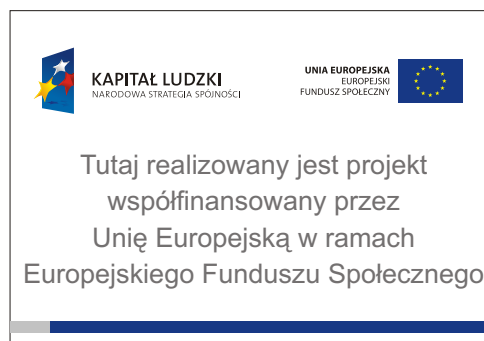 KAPITAŁ LUDZKI
NARODOWA STRATEGIA SPÓJNOŚCI
UNIA EUROPEJSKA
EUROPEJSKI
FUNDUSZ SPOŁECZNY
Tutaj realizowany jest projekt
współfinansowany przez
Unię Europejską w ramach
Europejskiego Funduszu Społecznego